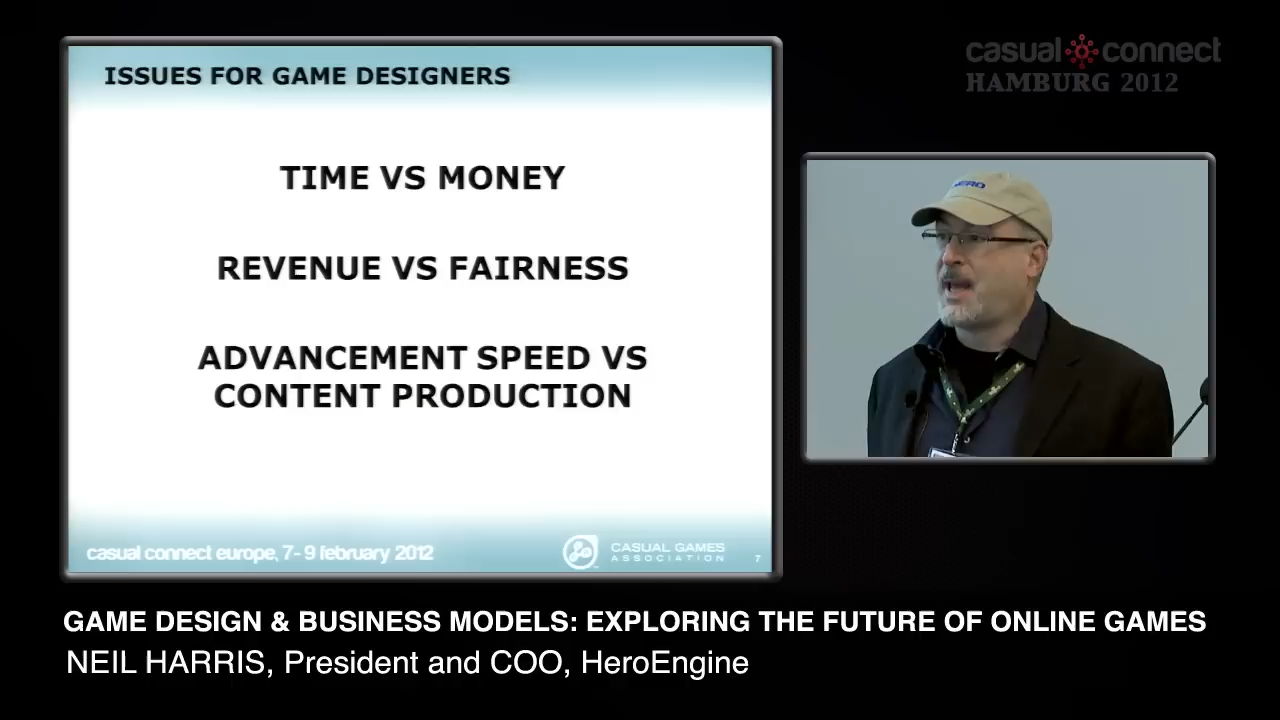 ISSUES FOR GAME DESIGNERS
TIME VS MONEY
REVENUE VS FAIRNESS
ADVANCEMENT SPEED VS
CONTENT PRODUCTION
casual connect europe, 7-9 february 2012
CASUAL GAMES
ASSOCIATION
7
casual connect
HAMBURG 2012
GAME DESIGN & BUSINESS MODELS: EXPLORING THE FUTURE OF ONLINE GAMES
NEIL HARRIS, President and COO, HeroEngine